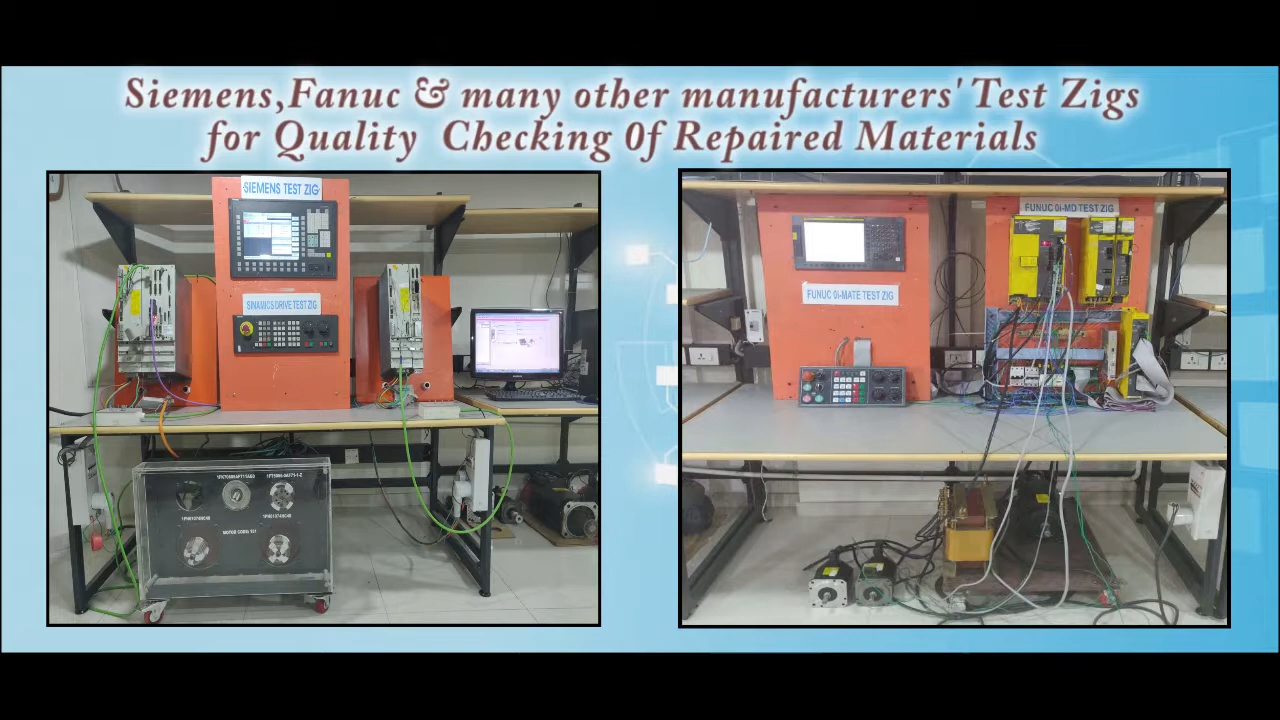 Siemens,Fanuc & many other manufacturers' Test Zigs
for Quality Checking 0f Repaired Materials
SIEMENS TEST ZIG
SINAMICS DRIVE TEST ZIG
MOTOR CODE: 101
FUNUC 0i-MD TEST ZIG
FUNUC 0i-MATE TEST ZIG